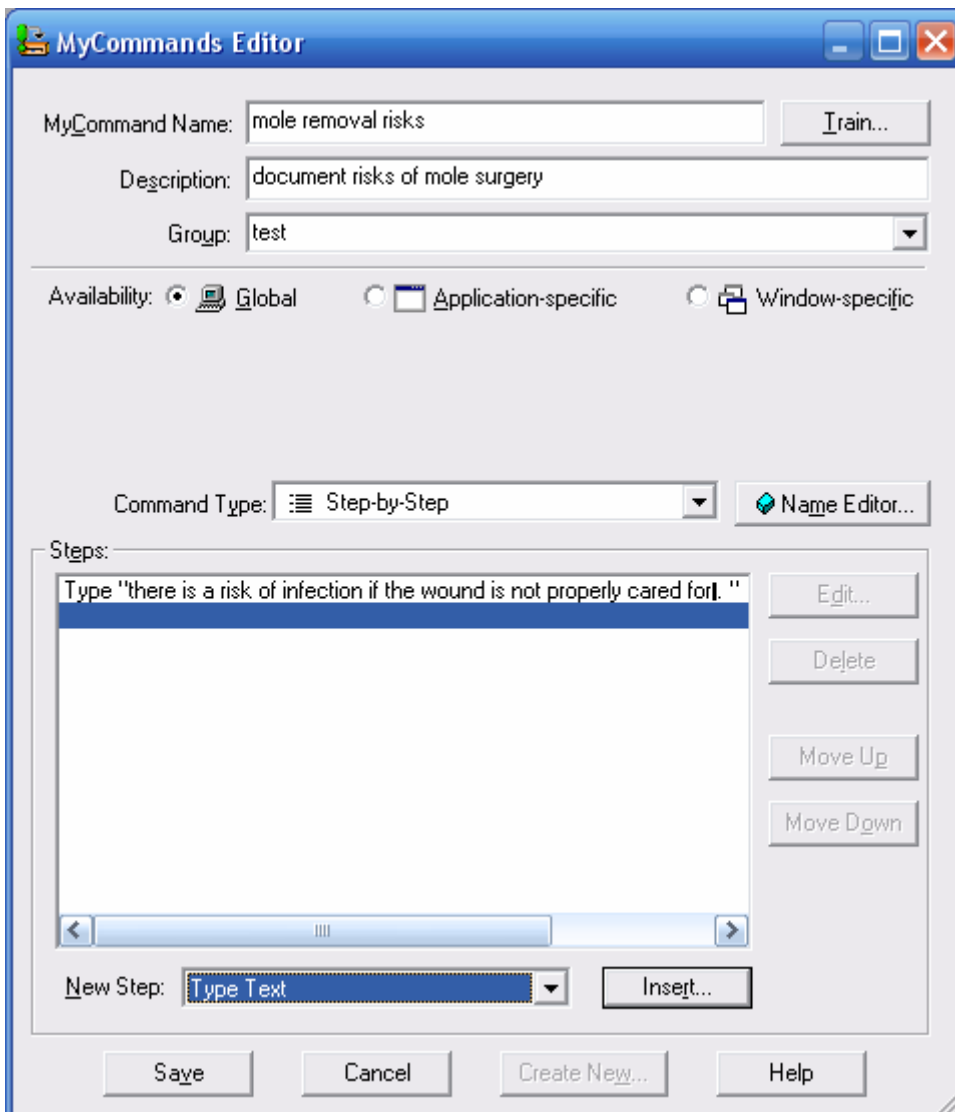 MyCommands Editor
MyCommand Name: mole removal risks Train...
Description: document risks of mole surgery
Group: test
Availability: Global Application-specific Window-specific
Command Type: Step-by-Step Name Editor...
Steps:
Type "there is a risk of infection if the wound is not properly cared for. "
Edit...
Delete
Move Up
Move Down
New Step: Type Text Insert...
Save Cancel Create New... Help